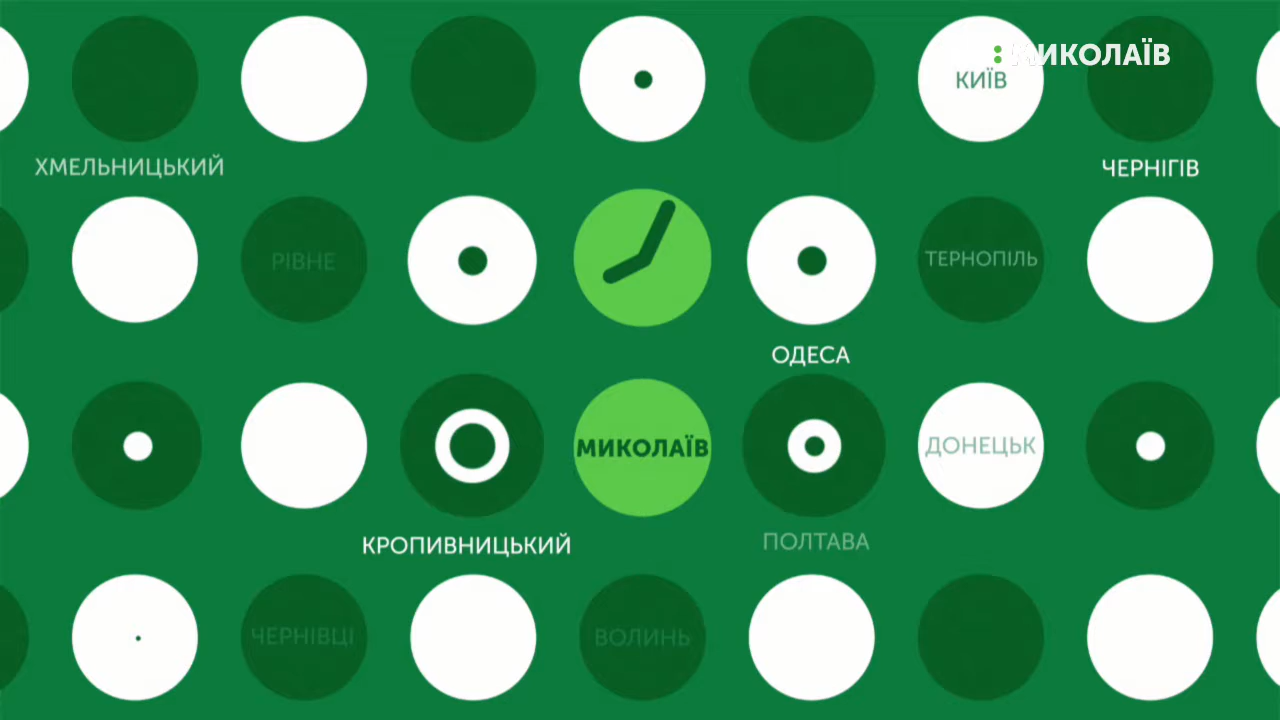 МИКОЛАЇВ
КИЇВ
ХМЕЛЬНИЦЬКИЙ
ЧЕРНІГІВ
РІВНЕ
ТЕРНОПІЛЬ
ОДЕСА
МИКОЛАЇВ
ДОНЕЦЬК
КРОПИВНИЦЬКИЙ
ПОЛТАВА
ЧЕРНІВЦІ
ВОЛИНЬ